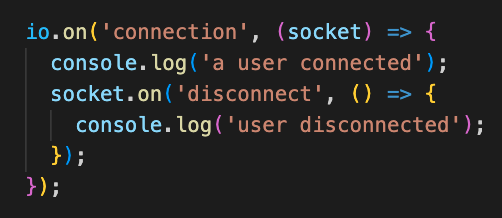 io.on('connection', (socket) => {
  console.log('a user connected');
  socket.on('disconnect', () => {
    console.log('user disconnected');
  });
});